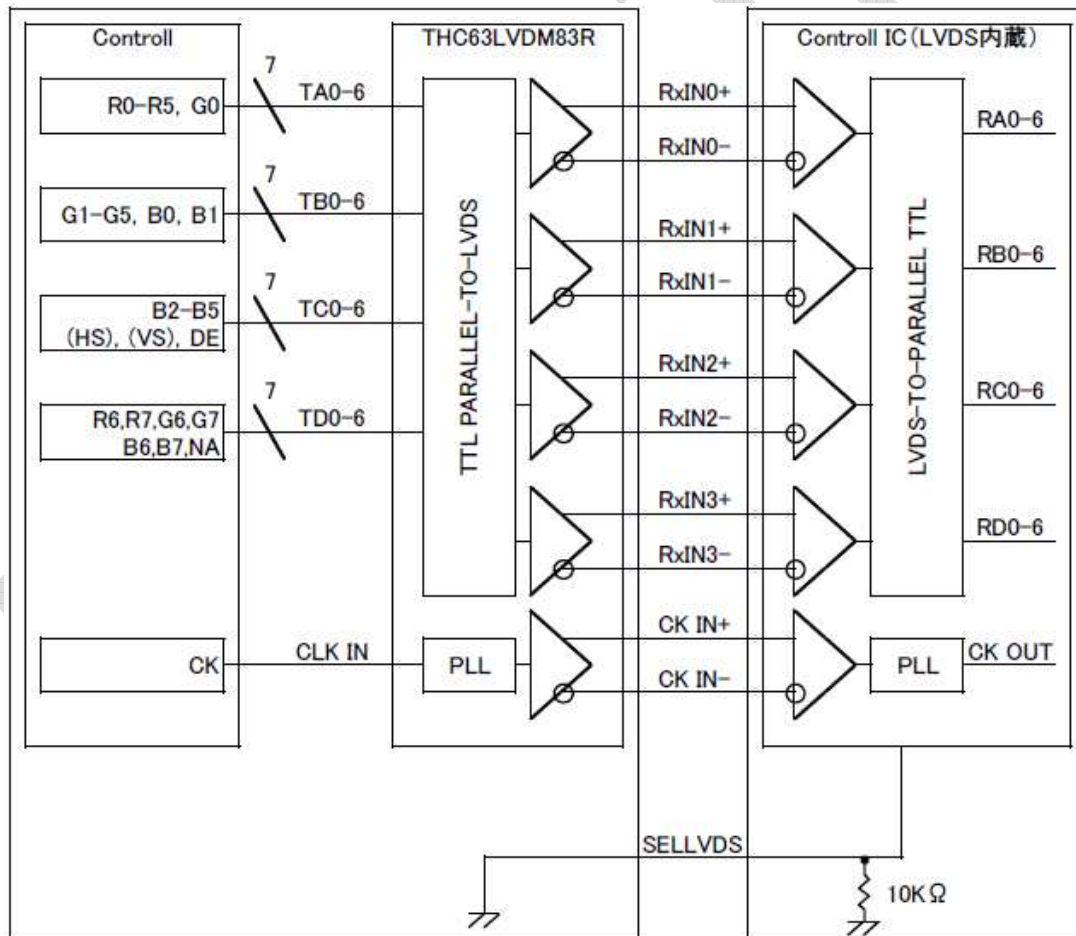 Controll
THC63LVDM83R
Controll IC(LVDS内蔵)
R0-R5, G0
7
TA0-6
RxIN0+
RxIN0-
RA0-6
G1-G5, B0, B1
7
TB0-6
RxIN1+
RxIN1-
RB0-6
B2-B5
(HS), (VS), DE
7
TC0-6
RxIN2+
RxIN2-
RC0-6
R6,R7,G6,G7
B6,B7,NA
7
TD0-6
RxIN3+
RxIN3-
RD0-6
TTL PARALLEL-TO-LVDS
LVDS-TO-PARALLEL TTL
CK
CLK IN
PLL
CK IN+
CK IN-
PLL
CK OUT
SELLVDS
10KΩ